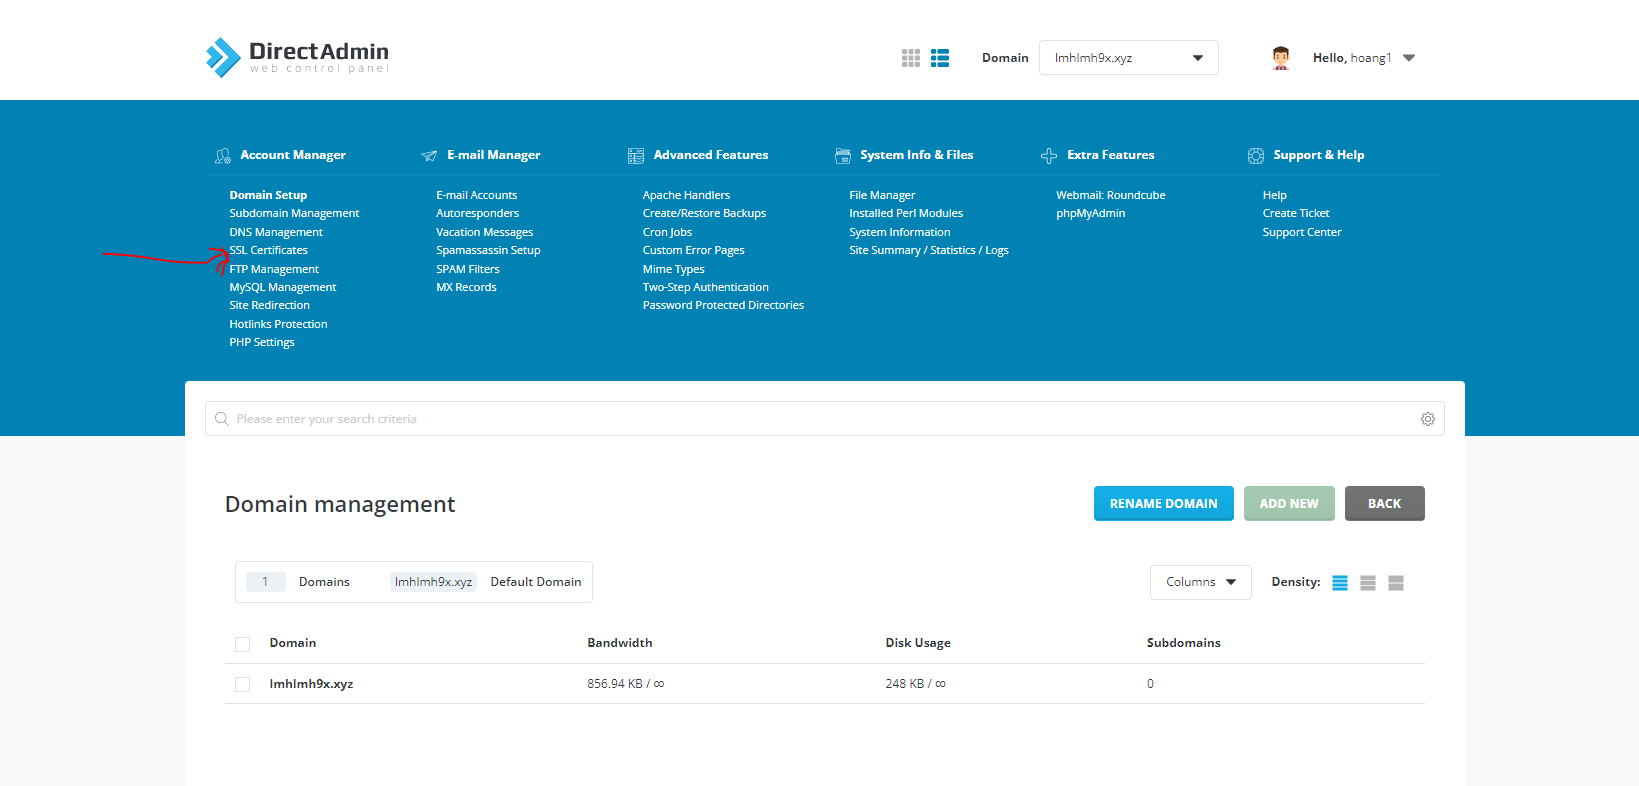 DirectAdmin
web control panel
Domain
lmhlmh9x.xyz
Hello, hoang1
Account Manager
Domain Setup
Subdomain Management
DNS Management
SSL Certificates
FTP Management
MySQL Management
Site Redirection
Hotlinks Protection
PHP Settings
E-mail Manager
E-mail Accounts
Autoresponders
Vacation Messages
Spamassassin Setup
SPAM Filters
MX Records
Advanced Features
Apache Handlers
Create/Restore Backups
Cron Jobs
Custom Error Pages
Mime Types
Two-Step Authentication
Password Protected Directories
System Info & Files
File Manager
Installed Perl Modules
System Information
Site Summary / Statistics / Logs
Extra Features
Webmail: Roundcube
phpMyAdmin
Support & Help
Help
Create Ticket
Support Center
Please enter your search criteria
Domain management
RENAME DOMAIN
ADD NEW
BACK
1 Domains lmhlmh9x.xyz Default Domain
Columns
Density:
Domain Bandwidth Disk Usage Subdomains
lmhlmh9x.xyz 856.94 KB / ∞ 248 KB / ∞ 0